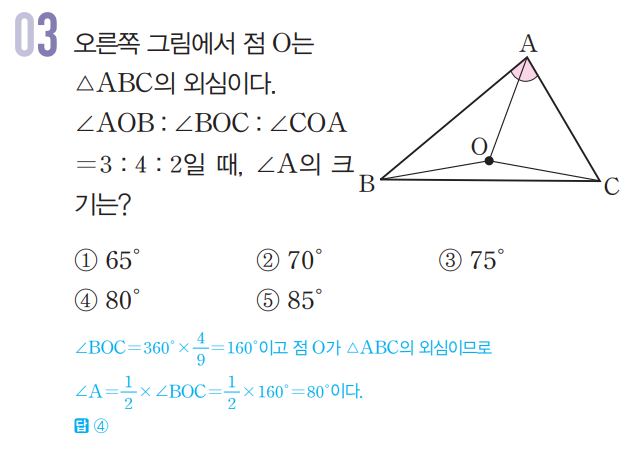 03
오른쪽 그림에서 점 O는
△ABC의 외심이다.
∠AOB : ∠BOC : ∠COA
=3 : 4 : 2일 때, ∠A의 크
기는?
A
O
B
C
① 65° ② 70° ③ 75°
④ 80° ⑤ 85°
∠BOC=360°×4/9=160°이고 점 O가 △ABC의 외심이므로
∠A=1/2×∠BOC=1/2×160°=80°이다.
답 ④